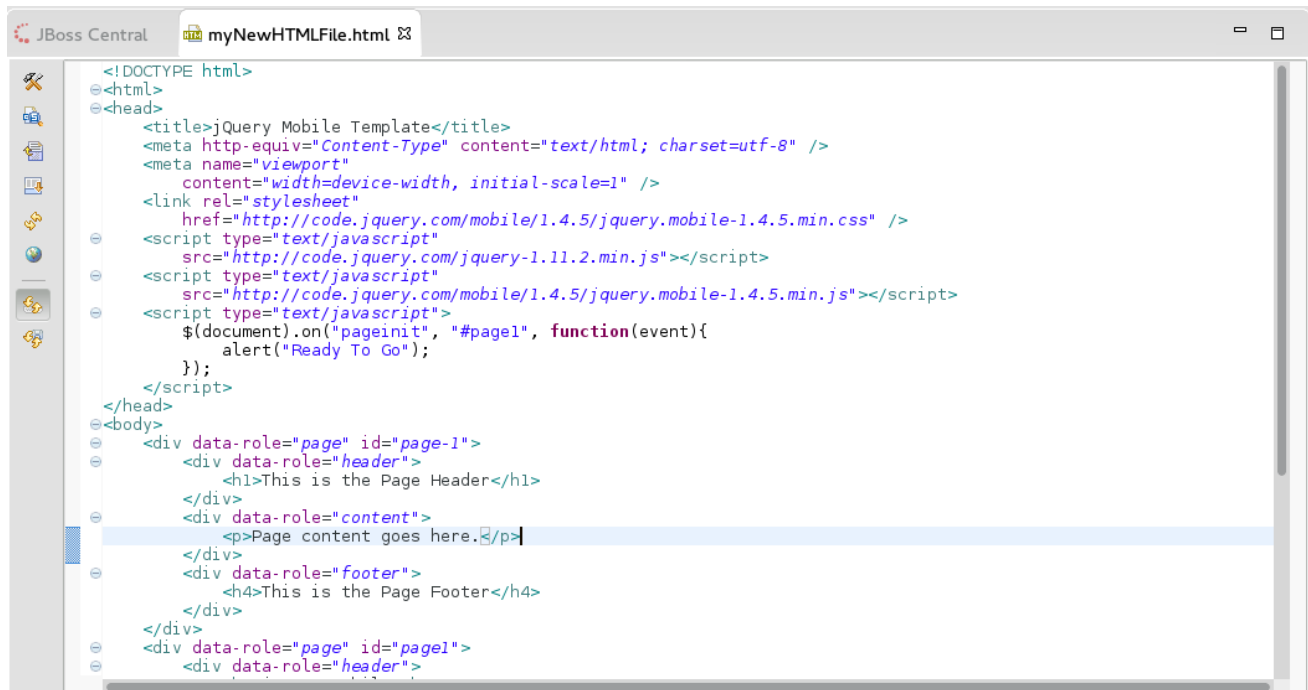 JBoss Central
myNewHTMLFile.html
<!DOCTYPE html>
<html>
<head>
    <title>jQuery Mobile Template</title>
    <meta http-equiv="Content-Type" content="text/html; charset=utf-8" />
    <meta name="viewport"
        content="width=device-width, initial-scale=1" />
    <link rel="stylesheet"
        href="http://code.jquery.com/mobile/1.4.5/jquery.mobile-1.4.5.min.css" />
    <script type="text/javascript"
        src="http://code.jquery.com/jquery-1.11.2.min.js"></script>
    <script type="text/javascript"
        src="http://code.jquery.com/mobile/1.4.5/jquery.mobile-1.4.5.min.js"></script>
    <script type="text/javascript">
        $(document).on("pageinit", "#page1", function(event){
            alert("Ready To Go");
        });
    </script>
</head>
<body>
    <div data-role="page" id="page-1">
        <div data-role="header">
            <h1>This is the Page Header</h1>
        </div>
        <div data-role="content">
            <p>Page content goes here.</p>
        </div>
        <div data-role="footer">
            <h4>This is the Page Footer</h4>
        </div>
    </div>
    <div data-role="page" id="page1">
        <div data-role="header">